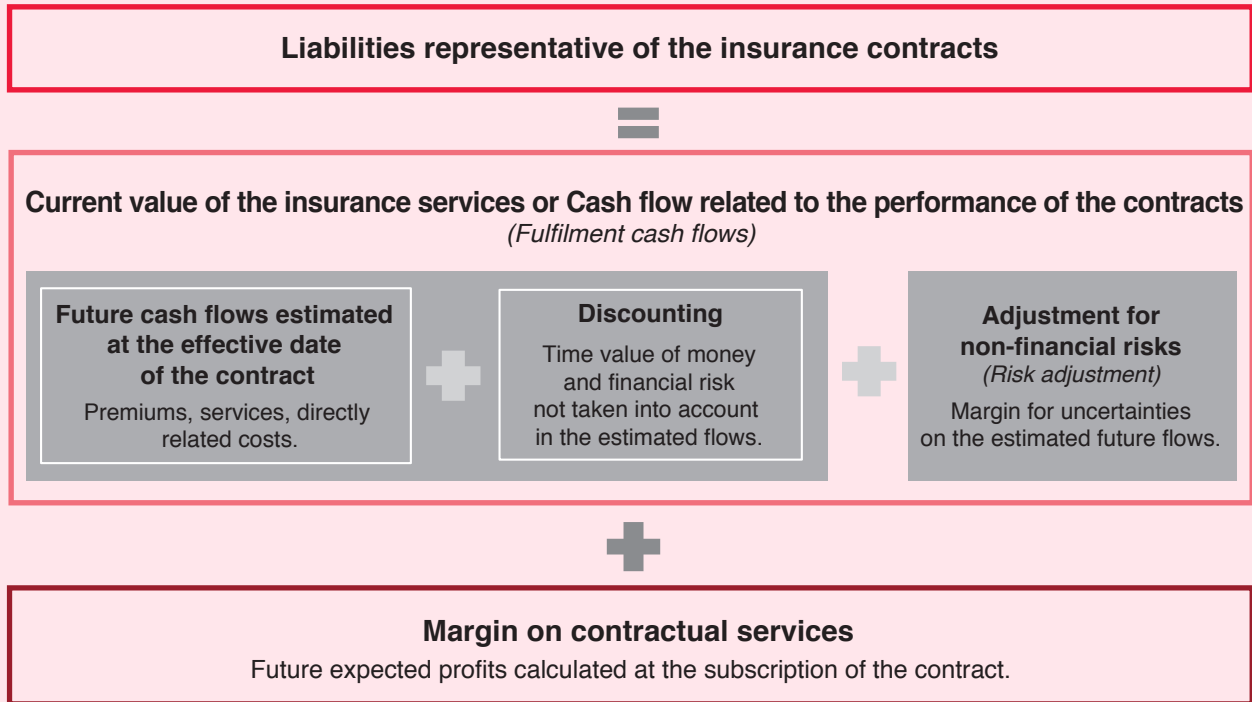 Liabilities representative of the insurance contracts
=
Current value of the insurance services or Cash flow related to the performance of the contracts
(Fulfilment cash flows)
Future cash flows estimated
at the effective date
of the contract
Premiums, services, directly
related costs.
+
Discounting
Time value of money
and financial risk
not taken into account
in the estimated flows.
+
Adjustment for
non-financial risks
(Risk adjustment)
Margin for uncertainties
on the estimated future flows.
+
Margin on contractual services
Future expected profits calculated at the subscription of the contract.